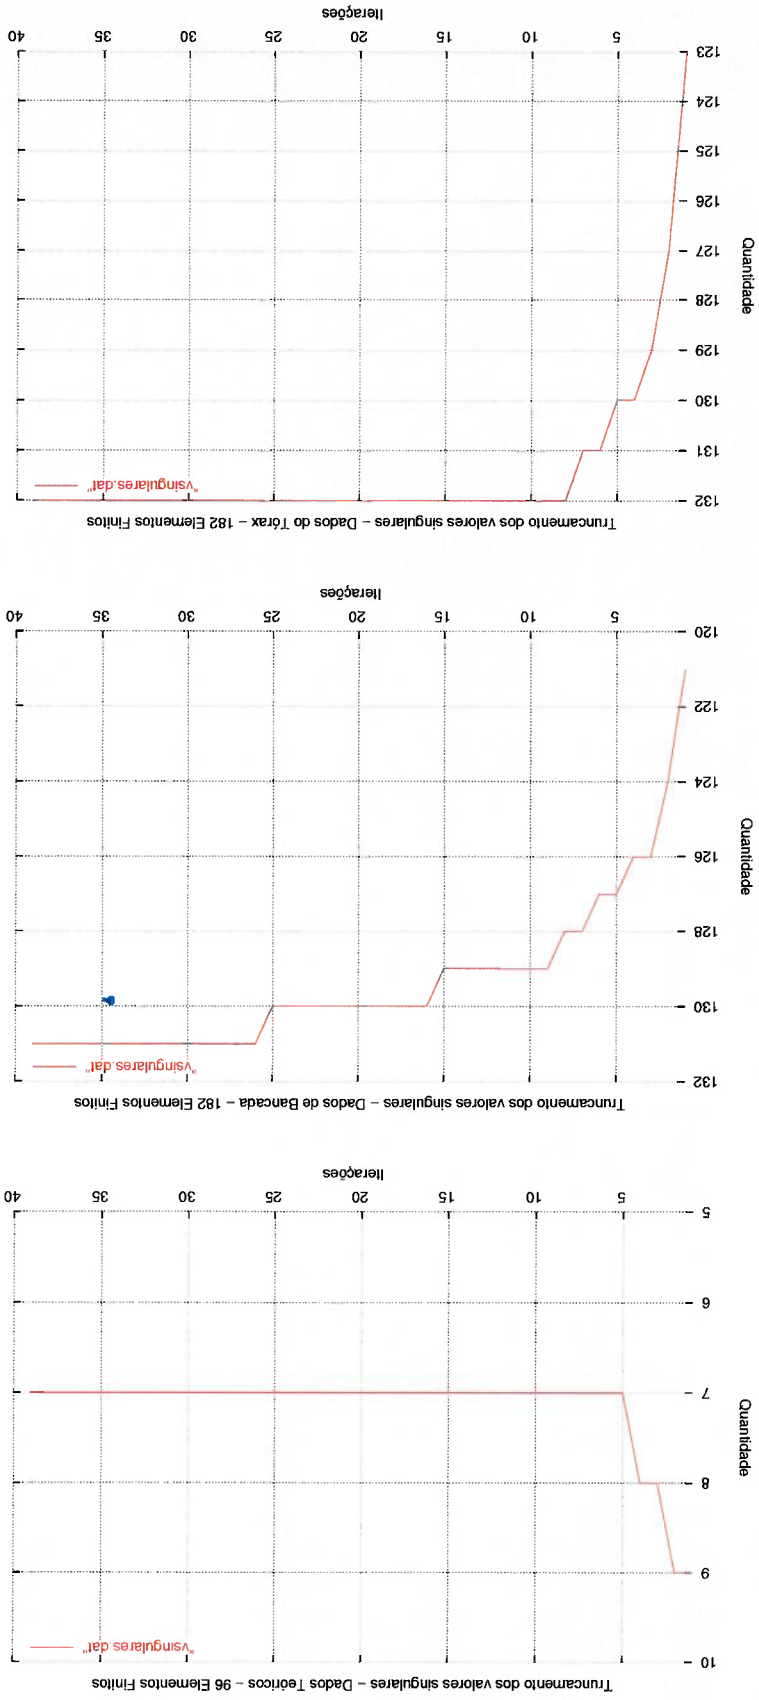 Truncamento dos valores singulares – Dados Teóricos – 96 Elementos Finitos
10
"vsingulares.dat"
9
8
Quantidade
7
6
5
5 10 15 20 25 30 35 40
Iterações
Truncamento dos valores singulares – Dados de Bancada – 182 Elementos Finitos
132
"vsingulares.dat"
130
128
Quantidade
126
124
122
120
5 10 15 20 25 30 35 40
Iterações
Truncamento dos valores singulares – Dados do Tórax – 182 Elementos Finitos
132
"vsingulares.dat"
131
130
129
128
Quantidade
127
126
125
124
123
5 10 15 20 25 30 35 40
Iterações